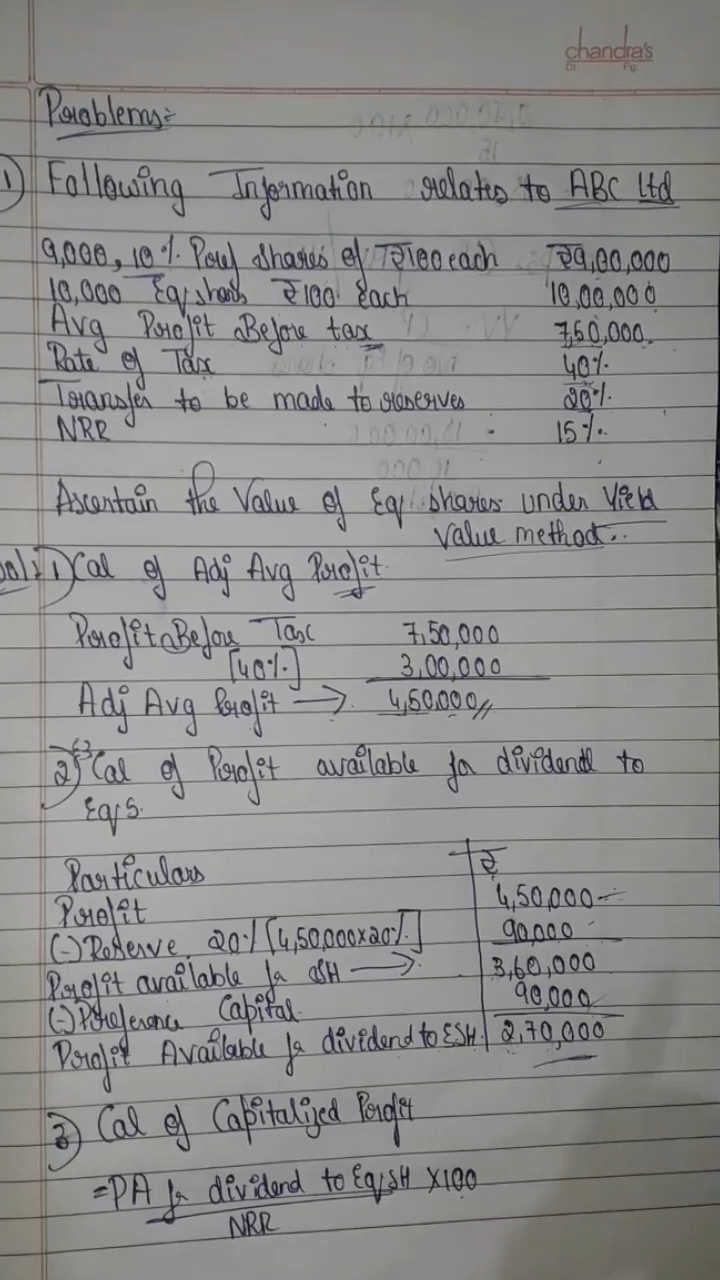 chandra's
Dt Pg
Problems:-
1) Following Information relates to ABC Ltd
9,000, 10% Pref shares of ₹100 each ₹9,00,000
10,000 Eq shares ₹100 Each 10,00,000
Avg Profit Before tax 7,50,000
Rate of Tax 40%
Transfer to be made to reserves 20%
NRR - 15%
Ascertain the Value of Eq shares under Yield
Value method..
Sol:- 1) Cal of Adj Avg Profit
Profit Before Tax 7,50,000
[40%] 3,00,000
Adj Avg Profit → 4,50,000//
2) Cal of Profit available for dividend to
Eq S.
Particulars ₹
Profit 4,50,000
(-) Reserve 20% [4,50,000x20%] 90,000
Profit available for SH → 3,60,000
(-) Preference Capital 90,000
Profit Available for dividend to ESH 2,70,000
3) Cal of Capitalized Profit
=PA for dividend to Eq SH X100
NRR